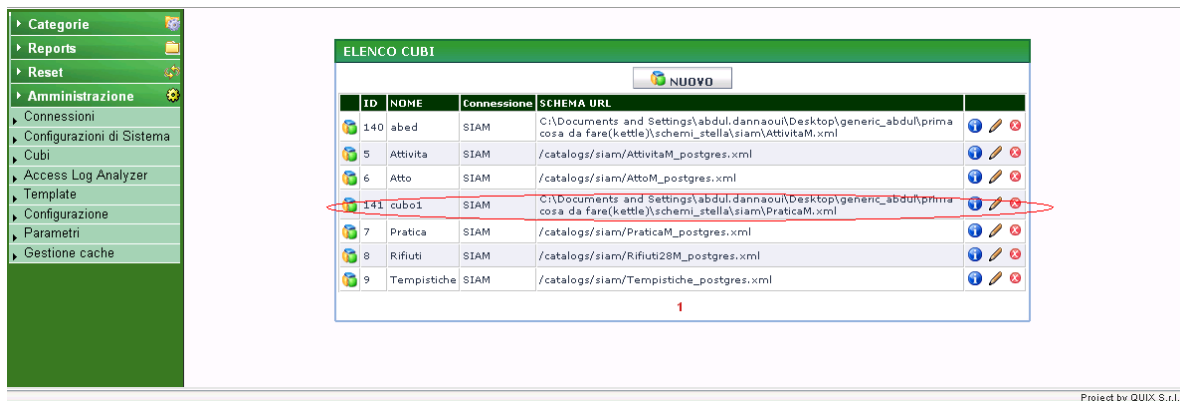 Categorie
Reports
Reset
Amministrazione
Connessioni
Configurazioni di Sistema
Cubi
Access Log Analyzer
Template
Configurazione
Parametri
Gestione cache
ELENCO CUBI
NUOVO
ID NOME Connessione SCHEMA URL
140 abed SIAM C:\Documents and Settings\abdul.dannaoui\Desktop\generic_abdul\prima
cosa da fare(kettle)\schemi_stella\siam\AttivitaM.xml
5 Attivita SIAM /catalogs/siam/AttivitaM_postgres.xml
6 Atto SIAM /catalogs/siam/AttoM_postgres.xml
141 cubo1 SIAM C:\Documents and Settings\abdul.dannaoui\Desktop\generic_abdul\prima
cosa da fare(kettle)\schemi_stella\siam\PraticaM.xml
7 Pratica SIAM /catalogs/siam/PraticaM_postgres.xml
8 Rifiuti SIAM /catalogs/siam/Rifiuti28M_postgres.xml
9 Tempistiche SIAM /catalogs/siam/Tempistiche_postgres.xml
1
Project by QUIX S.r.l.